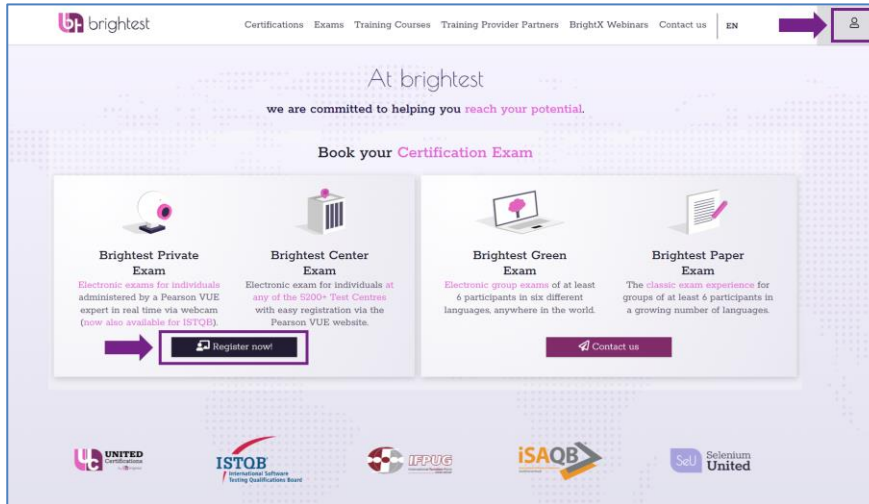 brightest
Certifications Exams Training Courses Training Provider Partners BrightX Webinars Contact us EN
At brightest
we are committed to helping you reach your potential.
Book your Certification Exam
Brightest Private
Exam
Electronic exams for individuals
administered by a Pearson VUE
expert in real time via webcam
(now also available for ISTQB).
Brightest Center
Exam
Electronic exam for individuals at
any of the 5200+ Test Centres
with easy registration via the
Pearson VUE website.
Register now!
Brightest Green
Exam
Electronic group exams of at least
6 participants in six different
languages, anywhere in the world.
Brightest Paper
Exam
The classic exam experience for
groups of at least 6 participants in
a growing number of languages.
Contact us
UNITED
Certifications
ISTQB
International Software
Testing Qualifications Board
IFPUG
iSAQB
SeU
Selenium
United